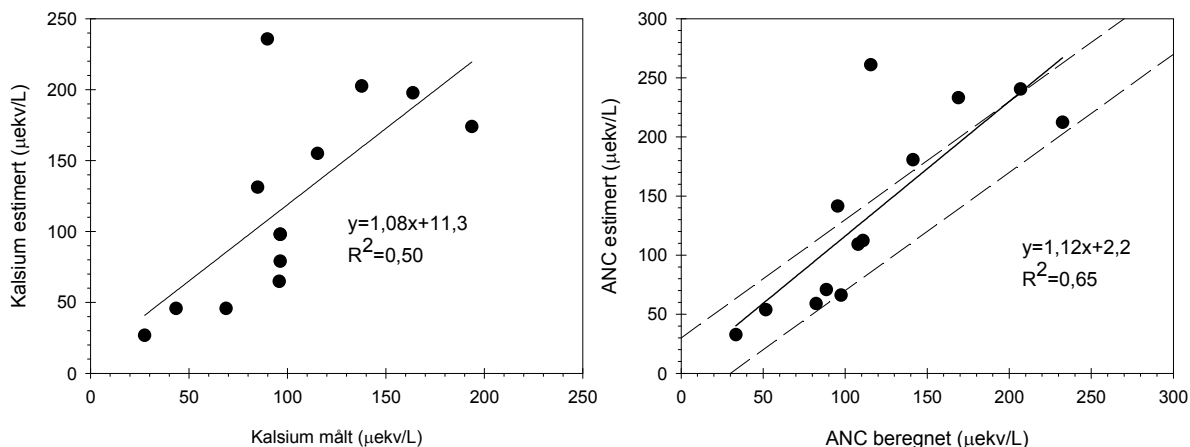 250
200
150
100
50
0
Kalsium estimert (μekv/L)
y=1,08x+11,3
R2=0,50
0 50 100 150 200 250
Kalsium målt (μekv/L)
300
250
200
150
100
50
0
ANC estimert (μekv/L)
y=1,12x+2,2
R2=0,65
0 50 100 150 200 250 300
ANC beregnet (μekv/L)